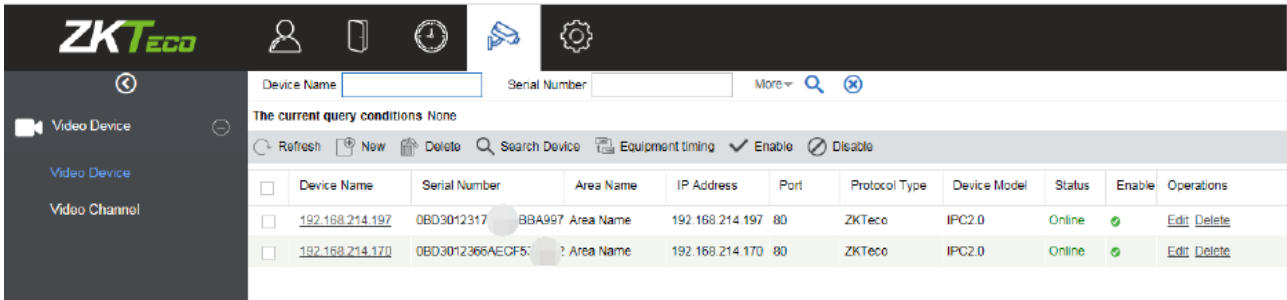 ZKTECO
Device Name Serial Number More
The current query conditions None
Video Device
Refresh New Delete Search Device Equipment timing Enable Disable
Video Device
Device Name Serial Number Area Name IP Address Port Protocol Type Device Model Status Enable Operations
Video Channel
192.168.214.197 0BD3012317 BBA997 Area Name 192.168.214.197 80 ZKTeco IPC2.0 Online Edit Delete
192.168.214.170 0BD3012366AECF5 2 Area Name 192.168.214.170 80 ZKTeco IPC2.0 Online Edit Delete